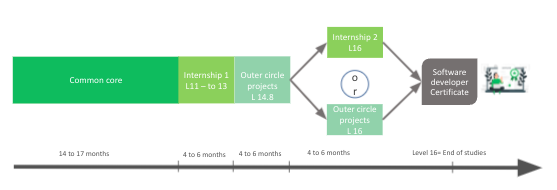 Internship 2
L16
Common core
Internship 1
L11 – to 13
Outer circle
projects
L 14.8
o
r
Software
developer
Certificate
Outer circle
projects
L 16
14 to 17 months
4 to 6 months
4 to 6 months
4 to 6 months
Level 16= End of studies